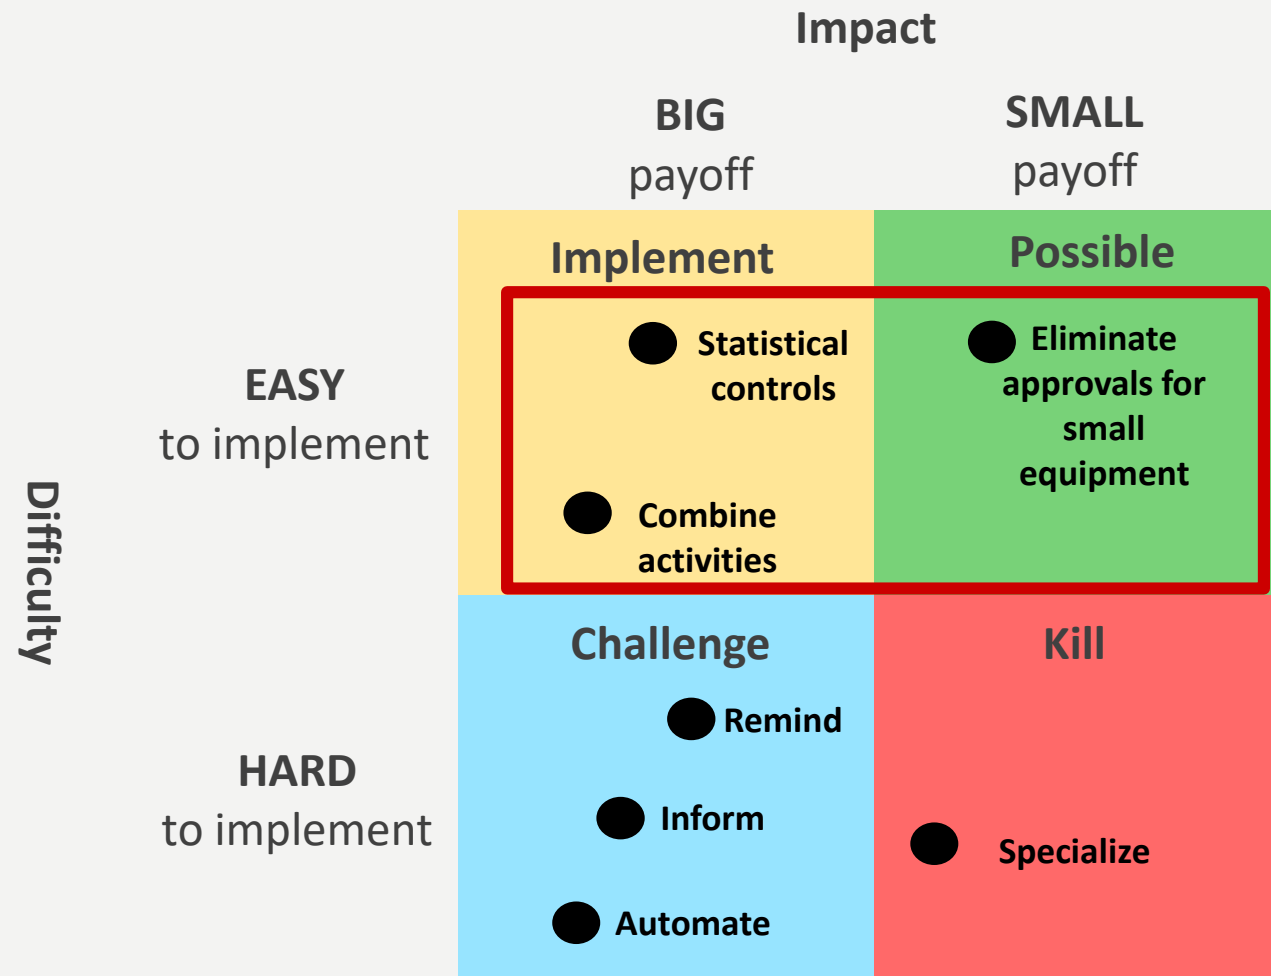 Impact
BIG
payoff
SMALL
payoff
Implement
Possible
Statistical
controls
Eliminate
approvals for
small
equipment
EASY
to implement
Combine
activities
Difficulty
Challenge
Kill
Remind
HARD
to implement
Inform
Specialize
Automate